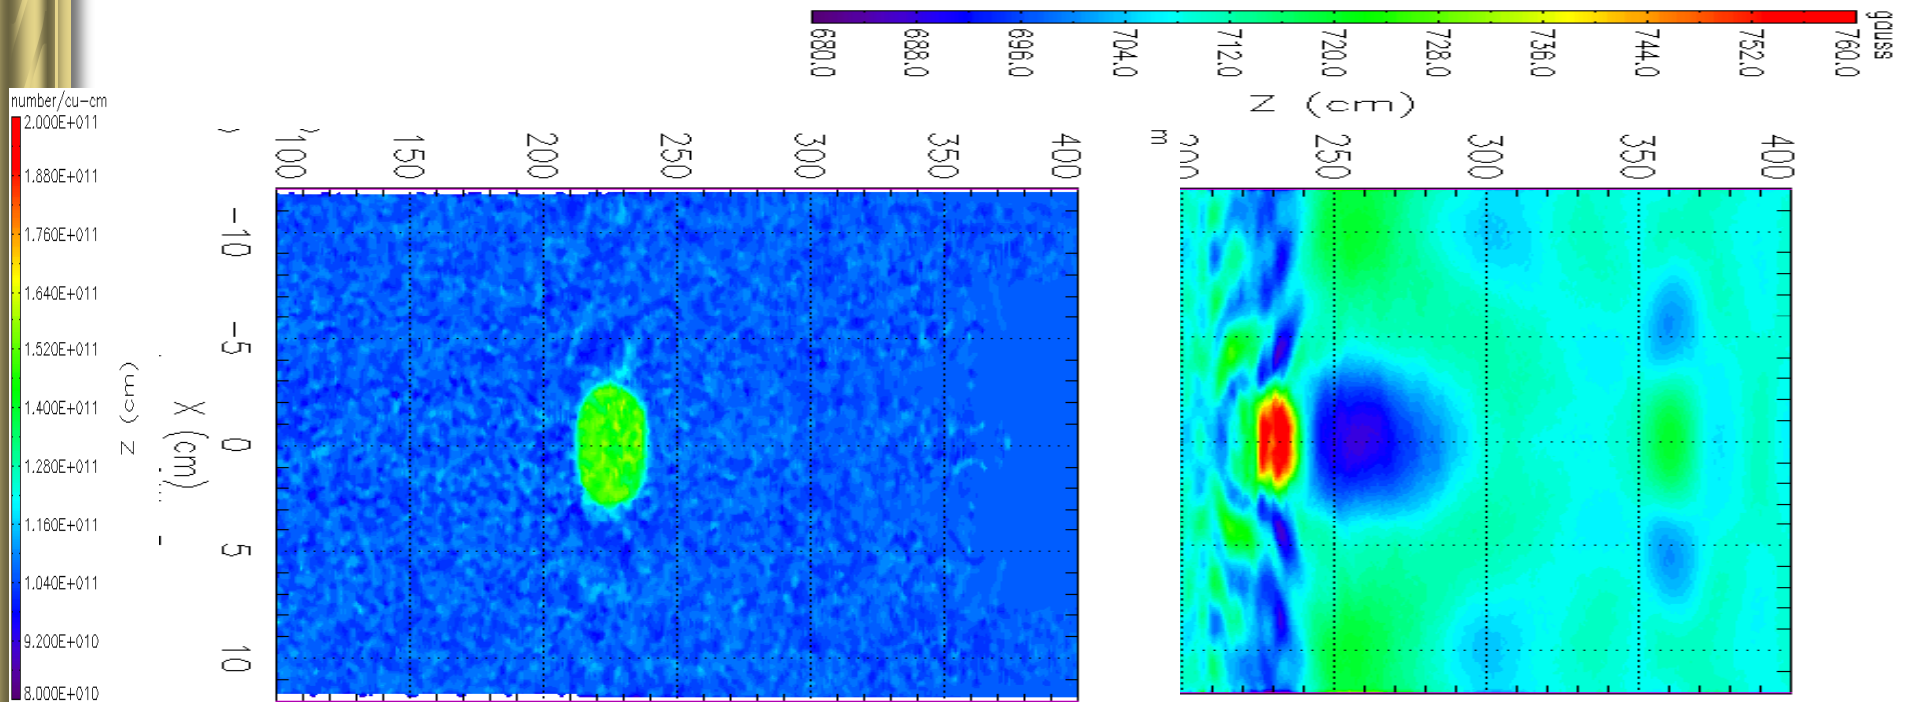 gauss
680.0 688.0 696.0 704.0 712.0 720.0 728.0 736.0 744.0 752.0 760.0
Z (cm)
number/cu-cm
2.000E+011
1.880E+011
1.760E+011
1.640E+011
1.520E+011
1.400E+011
1.280E+011
1.160E+011
1.040E+011
9.200E+010
8.000E+010
Z (cm)
X (cm)
100 150 200 250 300 350 400
-10
-5
0
5
10
m
250 300 350 400